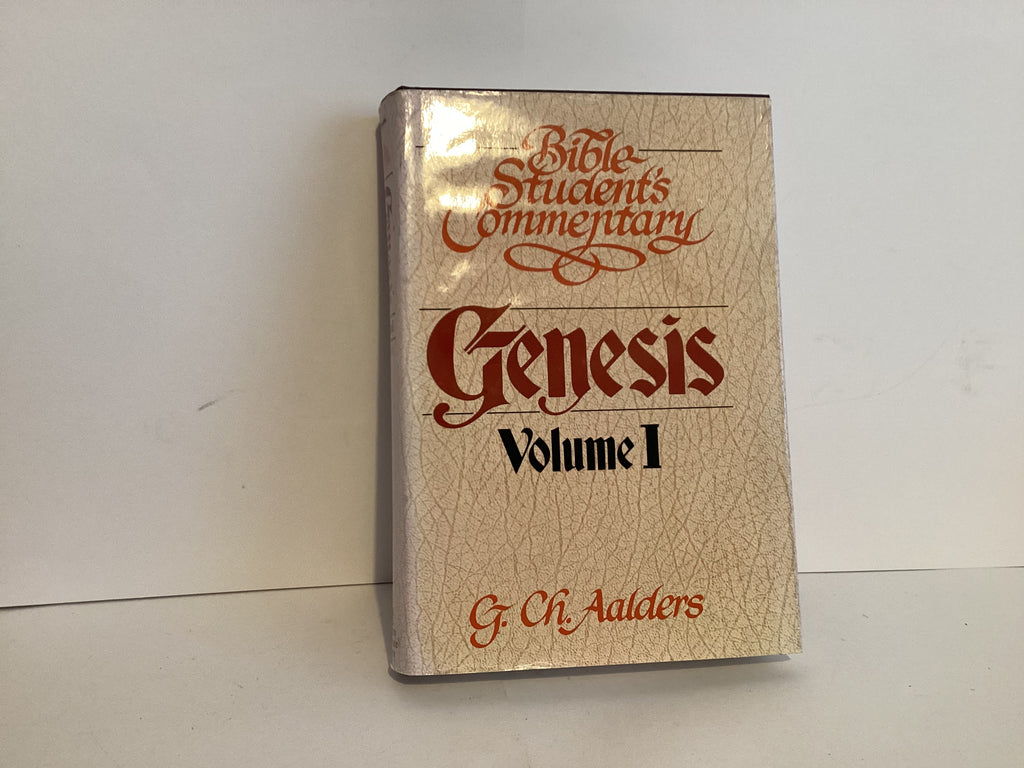 Bible
Student's
Commentary
Genesis
Volume I
G. Ch. Aalders